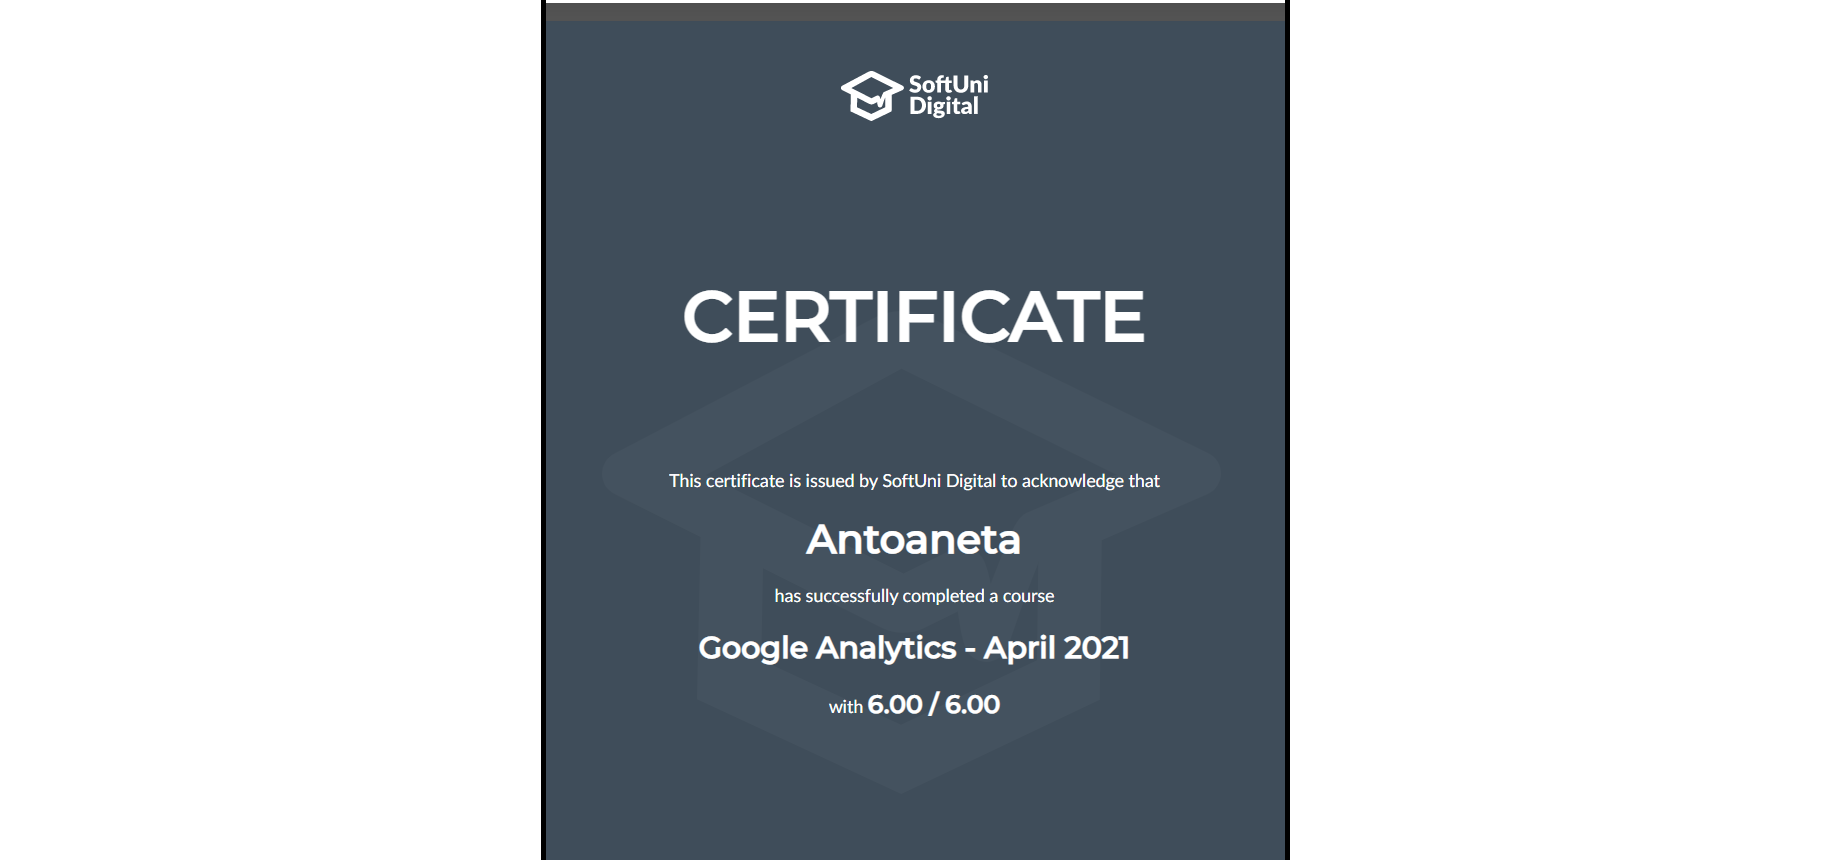 SoftUni
Digital
CERTIFICATE
This certificate is issued by SoftUni Digital to acknowledge that
Antoaneta
has successfully completed a course
Google Analytics - April 2021
with 6.00 / 6.00